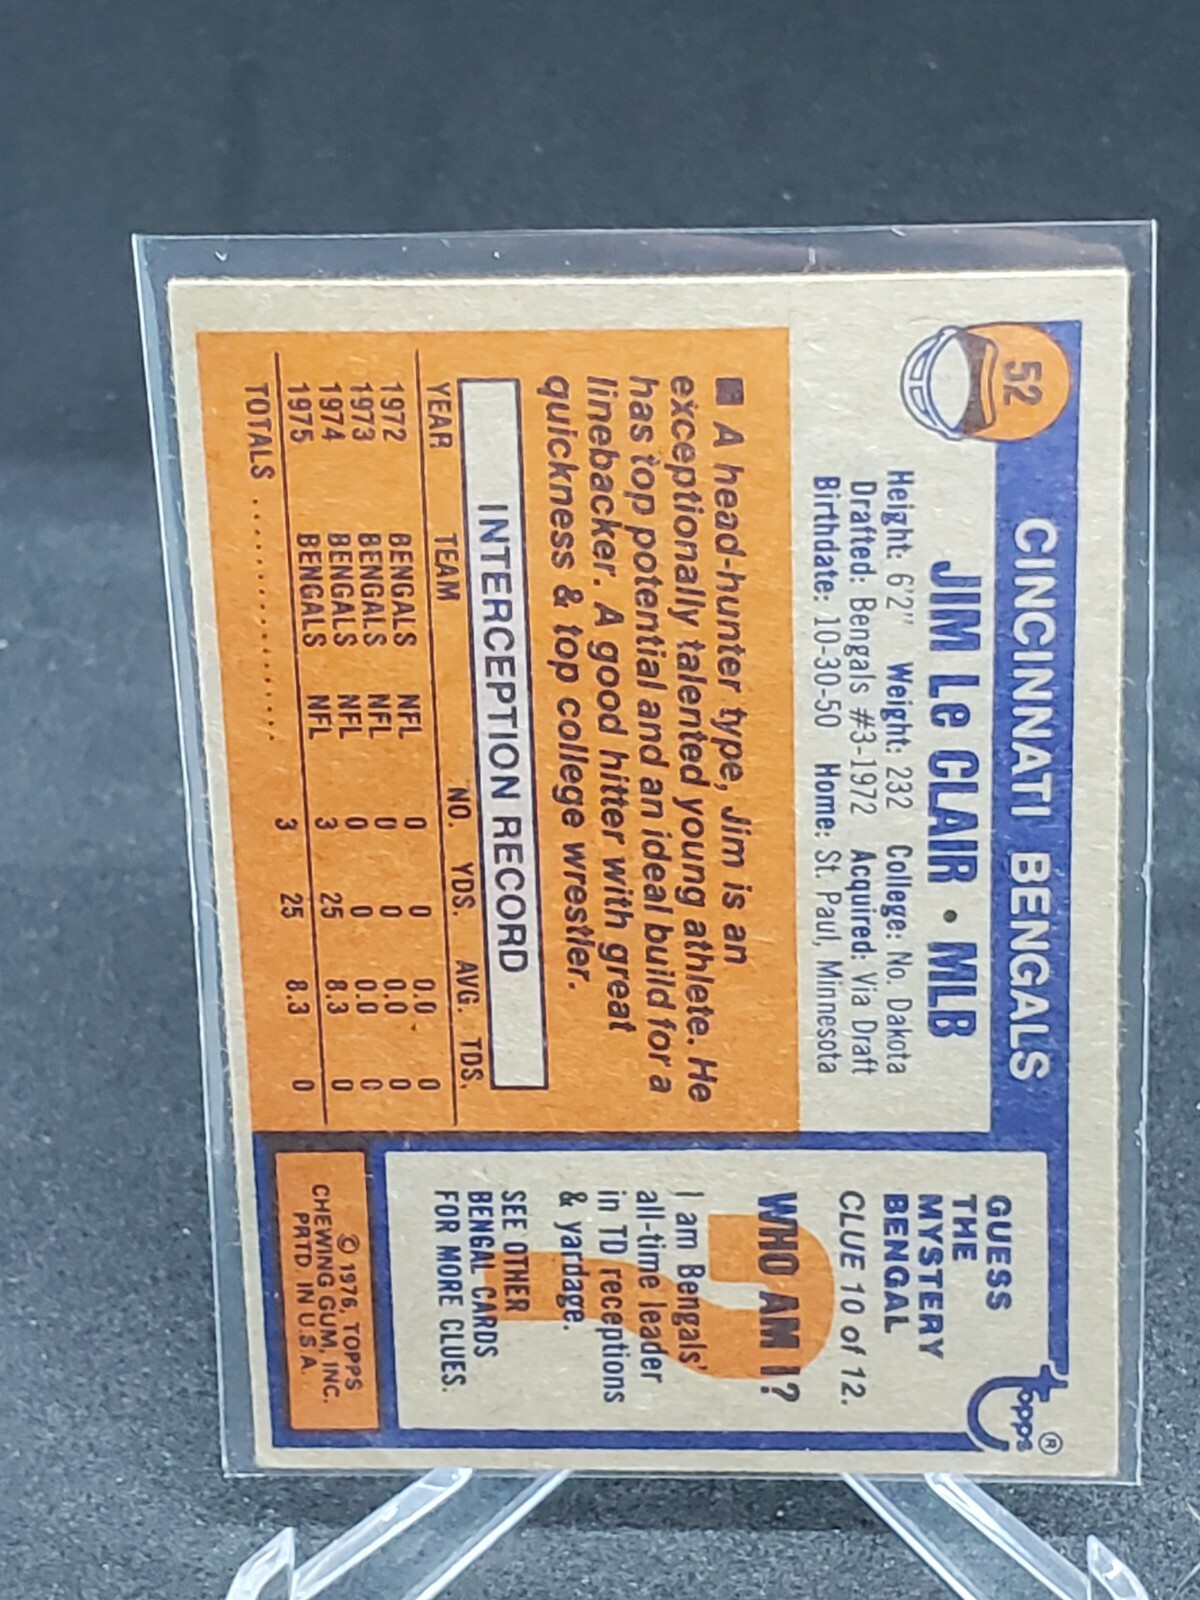 52
CINCINNATI BENGALS
JIM Le CLAIR • MLB
Height: 6'2" Weight: 232 College: No. Dakota
Drafted: Bengals #3-1972 Acquired: Via Draft
Birthdate: 10-30-50 Home: St. Paul, Minnesota
■ A head-hunter type, Jim is an
exceptionally talented young athlete. He
has top potential and an ideal build for a
linebacker. A good hitter with great
quickness & top college wrestler.
INTERCEPTION RECORD
YEAR TEAM NO. YDS. AVG. TDS.
1972 BENGALS NFL 0 0 0.0 0
1973 BENGALS NFL 0 0 0.0 0
1974 BENGALS NFL 0 0 0.0 0
1975 BENGALS NFL 3 25 8.3 0
TOTALS .................. 3 25 8.3 0
topps®
GUESS
THE
MYSTERY
BENGAL
CLUE 10 of 12.
WHO AM I?
I am Bengals'
all-time leader
in TD receptions
& yardage.
SEE OTHER
BENGAL CARDS
FOR MORE CLUES.
© 1976, TOPPS
CHEWING GUM, INC.
PRTD. IN U.S.A.